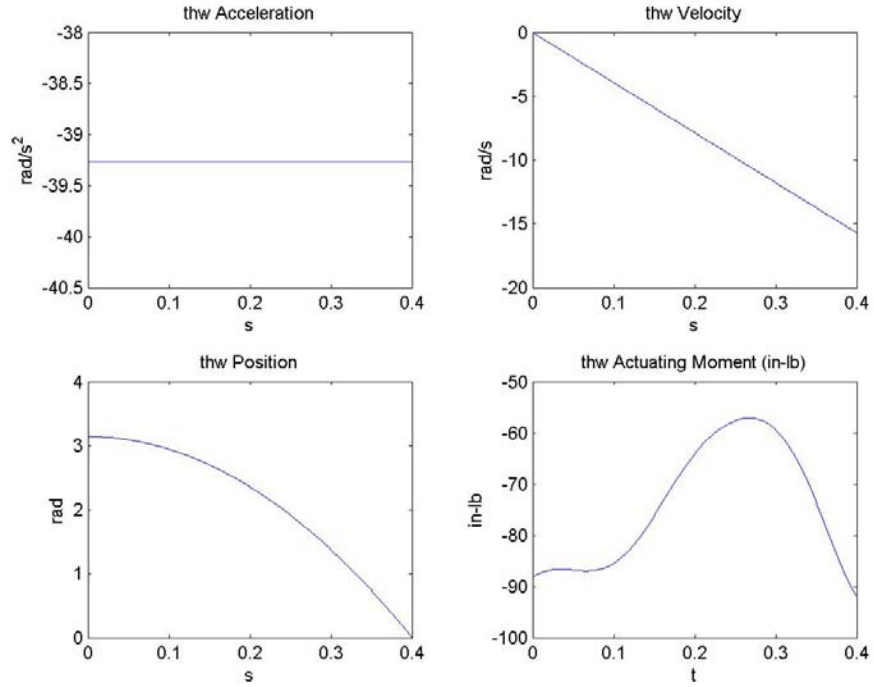 thw Acceleration
-38
-38.5
-39
-39.5
-40
-40.5
rad/s²
0 0.1 0.2 0.3 0.4
s
thw Velocity
0
-5
-10
-15
-20
rad/s
0 0.1 0.2 0.3 0.4
s
thw Position
4
3
2
1
0
rad
0 0.1 0.2 0.3 0.4
s
thw Actuating Moment (in-lb)
-50
-60
-70
-80
-90
-100
in-lb
0 0.1 0.2 0.3 0.4
t